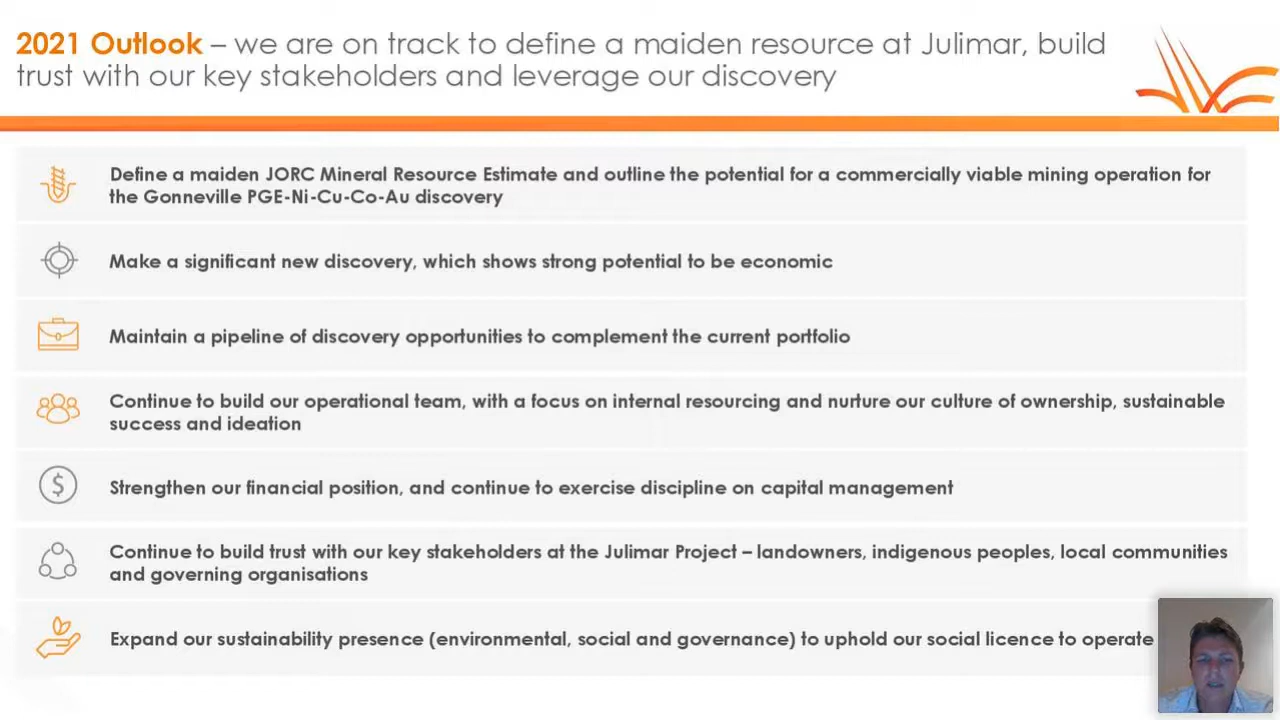 2021 Outlook – we are on track to define a maiden resource at Julimar, build
trust with our key stakeholders and leverage our discovery
Define a maiden JORC Mineral Resource Estimate and outline the potential for a commercially viable mining operation for
the Gonneville PGE-Ni-Cu-Co-Au discovery
Make a significant new discovery, which shows strong potential to be economic
Maintain a pipeline of discovery opportunities to complement the current portfolio
Continue to build our operational team, with a focus on internal resourcing and nurture our culture of ownership, sustainable
success and ideation
$
Strengthen our financial position, and continue to exercise discipline on capital management
Continue to build trust with our key stakeholders at the Julimar Project – landowners, indigenous peoples, local communities
and governing organisations
Expand our sustainability presence (environmental, social and governance) to uphold our social licence to operate